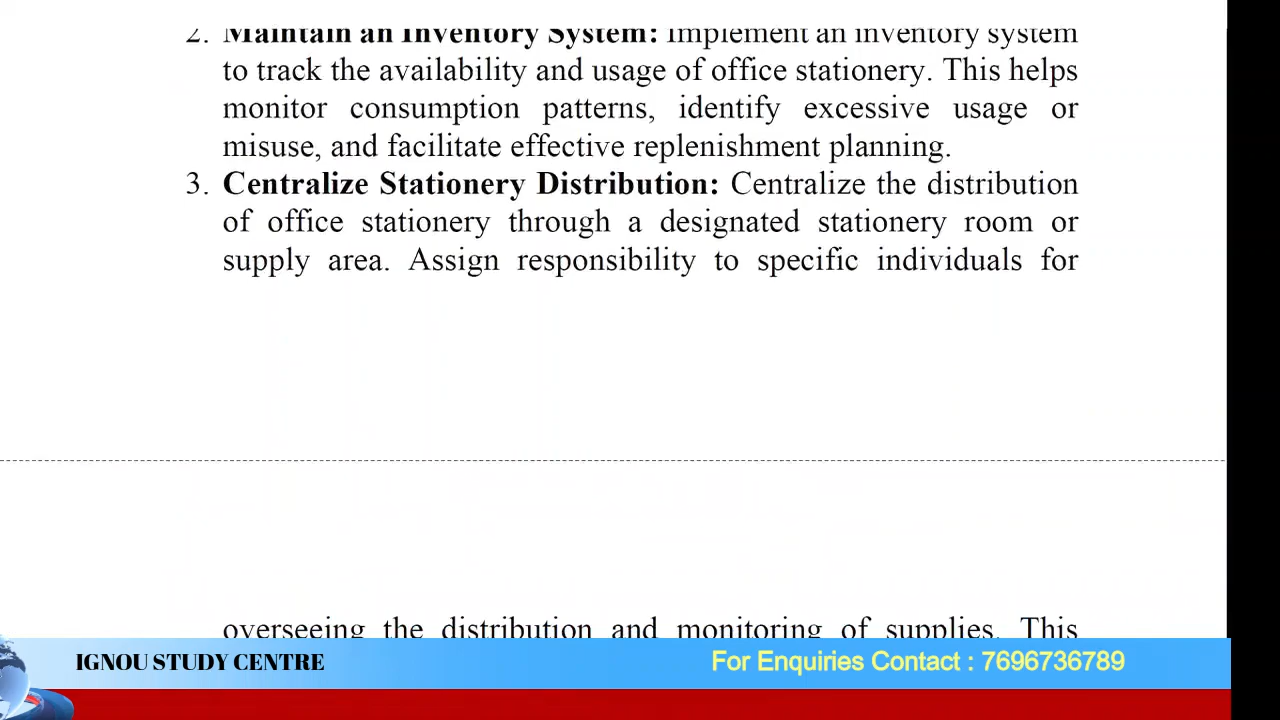 2. Maintain an Inventory System: Implement an inventory system
to track the availability and usage of office stationery. This helps
monitor consumption patterns, identify excessive usage or
misuse, and facilitate effective replenishment planning.
3. Centralize Stationery Distribution: Centralize the distribution
of office stationery through a designated stationery room or
supply area. Assign responsibility to specific individuals for
overseeing the distribution and monitoring of supplies. This
IGNOU STUDY CENTRE
For Enquiries Contact : 7696736789